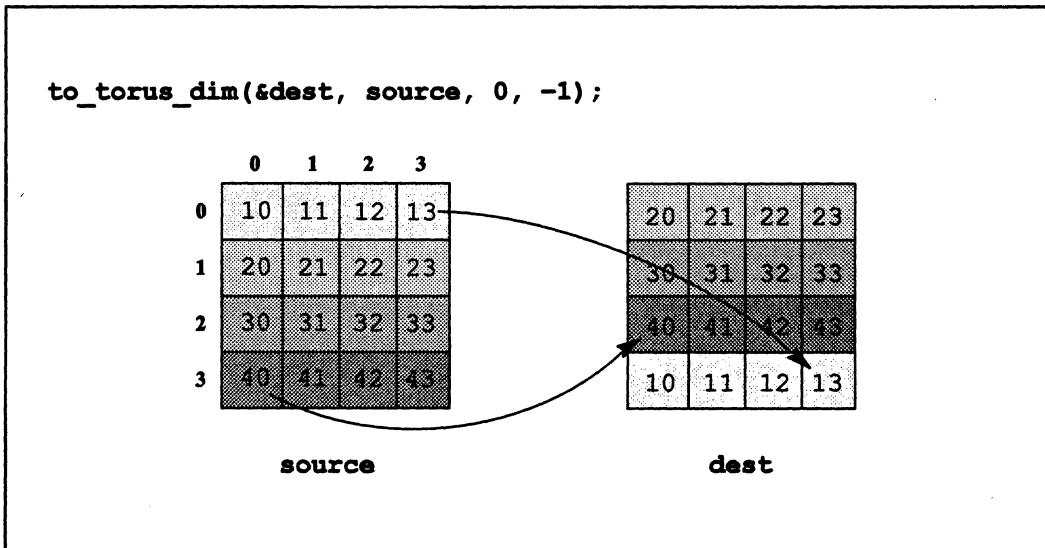 to_torus_dim(&dest, source, 0, -1);
0 1 2 3
0 10 11 12 13 20 21 22 23
1 20 21 22 23 30 31 32 33
2 30 31 32 33 40 41 42 43
3 40 41 42 43 10 11 12 13
source dest